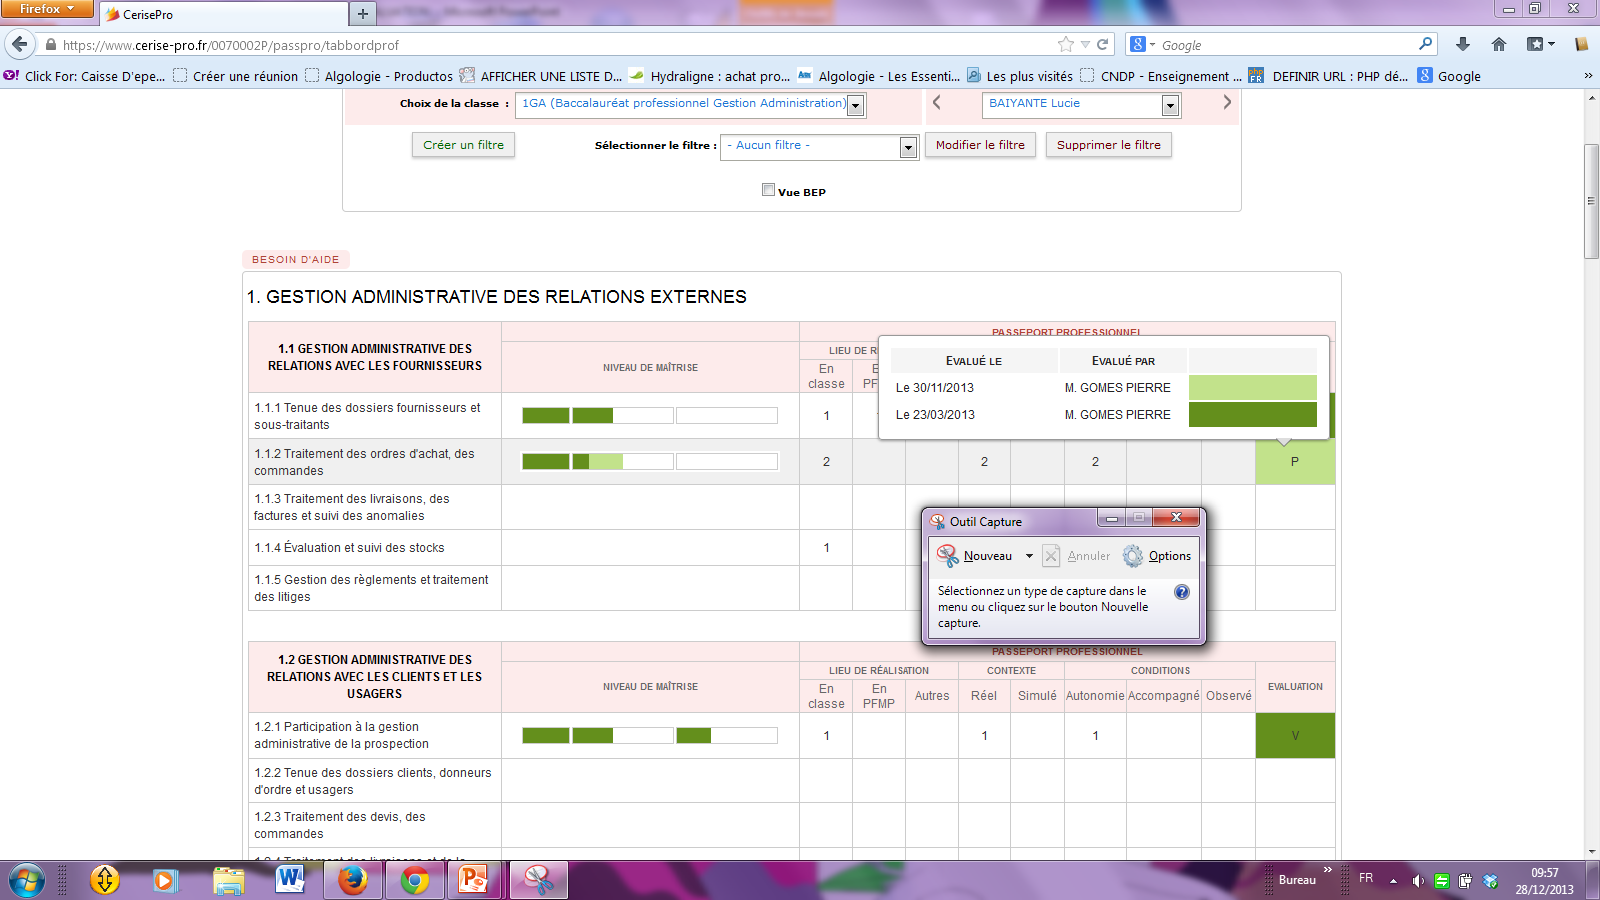 Firefox
CerisePro
https://www.cerise-pro.fr/0070002P/passpro/tabbordprof
Google
Click For: Caisse D'epe...
Créer une réunion
Algologie - Productos
AFFICHER UNE LISTE D...
Hydraligne : achat pro...
Algologie - Les Essenti...
Les plus visités
CNDP - Enseignement ...
DEFINIR URL : PHP dé...
Google
Choix de la classe :
1GA (Baccalauréat professionnel Gestion Administration)
BAIYANTE Lucie
Créer un filtre
Sélectionner le filtre :
- Aucun filtre -
Modifier le filtre
Supprimer le filtre
Vue BEP
BESOIN D'AIDE
1. GESTION ADMINISTRATIVE DES RELATIONS EXTERNES
1.1 GESTION ADMINISTRATIVE DES
RELATIONS AVEC LES FOURNISSEURS
NIVEAU DE MAÎTRISE
PASSEPORT PROFESSIONNEL
LIEU DE R
En
classe
EVALUÉ LE
EVALUÉ PAR
Le 30/11/2013
M. GOMES PIERRE
Le 23/03/2013
M. GOMES PIERRE
1.1.1 Tenue des dossiers fournisseurs et
sous-traitants
1
1.1.2 Traitement des ordres d'achat, des
commandes
2
2
2
P
1.1.3 Traitement des livraisons, des
factures et suivi des anomalies
1.1.4 Évaluation et suivi des stocks
1
1.1.5 Gestion des règlements et traitement
des litiges
Outil Capture
Nouveau
Annuler
Options
Sélectionnez un type de capture dans le
menu ou cliquez sur le bouton Nouvelle
capture.
1.2 GESTION ADMINISTRATIVE DES
RELATIONS AVEC LES CLIENTS ET LES
USAGERS
NIVEAU DE MAÎTRISE
PASSEPORT PROFESSIONNEL
LIEU DE RÉALISATION
CONTEXTE
CONDITIONS
EVALUATION
En
classe
En
PFMP
Autres
Réel
Simulé
Autonomie
Accompagné
Observé
1.2.1 Participation à la gestion
administrative de la prospection
1
1
1
V
1.2.2 Tenue des dossiers clients, donneurs
d'ordre et usagers
1.2.3 Traitement des devis, des
commandes
Bureau
FR
09:57
28/12/2013